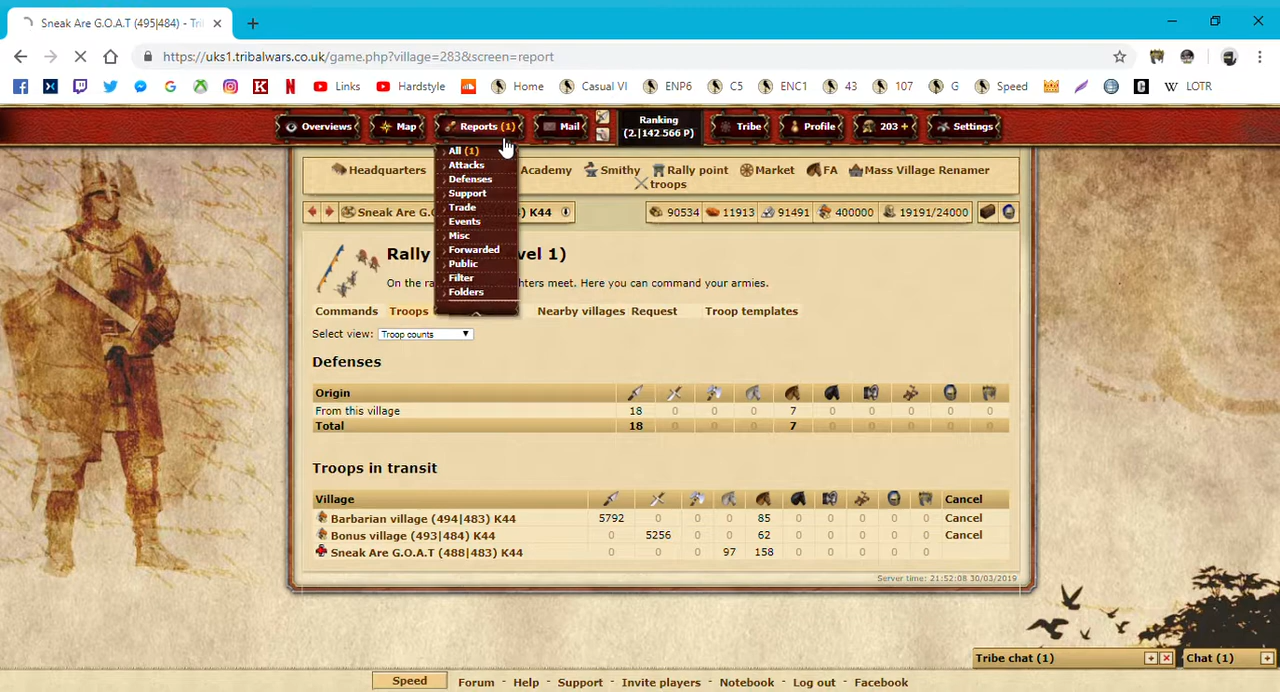 Sneak Are G.O.A.T (495|484) - Tri
https://uks1.tribalwars.co.uk/game.php?village=283&screen=report
Links Hardstyle Home Casual VI ENP6 C5 ENC1 43 107 G Speed LOTR
Overviews Map Reports (1) Mail Ranking (2.|142.566 P) Tribe Profile 203 + Settings
All (1)
Attacks
Defenses
Support
Trade
Events
Misc
Forwarded
Public
Filter
Folders
Headquarters Academy Smithy Rally point Market FA Mass Village Renamer
troops
Sneak Are G.O. ) K44 90534 11913 91491 400000 19191/24000
Rally vel 1)
On the ra hters meet. Here you can command your armies.
Commands Troops Nearby villages Request Troop templates
Select view: Troop counts
Defenses
Origin
From this village 18 0 0 0 7 0 0 0 0 0
Total 18 0 0 0 7 0 0 0 0 0
Troops in transit
Village Cancel
Barbarian village (494|483) K44 5792 0 0 0 85 0 0 0 0 0 Cancel
Bonus village (493|484) K44 0 5256 0 0 62 0 0 0 0 0 Cancel
Sneak Are G.O.A.T (488|483) K44 0 0 0 97 158 0 0 0 0 0
Server time: 21:52:08 30/03/2019
Tribe chat (1) Chat (1)
Speed Forum - Help - Support - Invite players - Notebook - Log out - Facebook